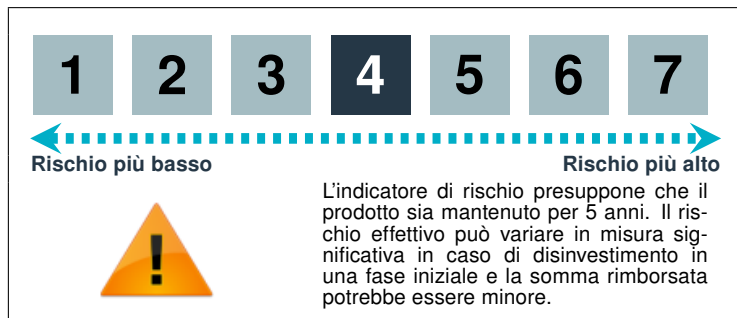 1 2 3 4 5 6 7
Rischio più basso Rischio più alto
L'indicatore di rischio presuppone che il
prodotto sia mantenuto per 5 anni. Il ris-
chio effettivo può variare in misura sig-
nificativa in caso di disinvestimento in
una fase iniziale e la somma rimborsata
potrebbe essere minore.